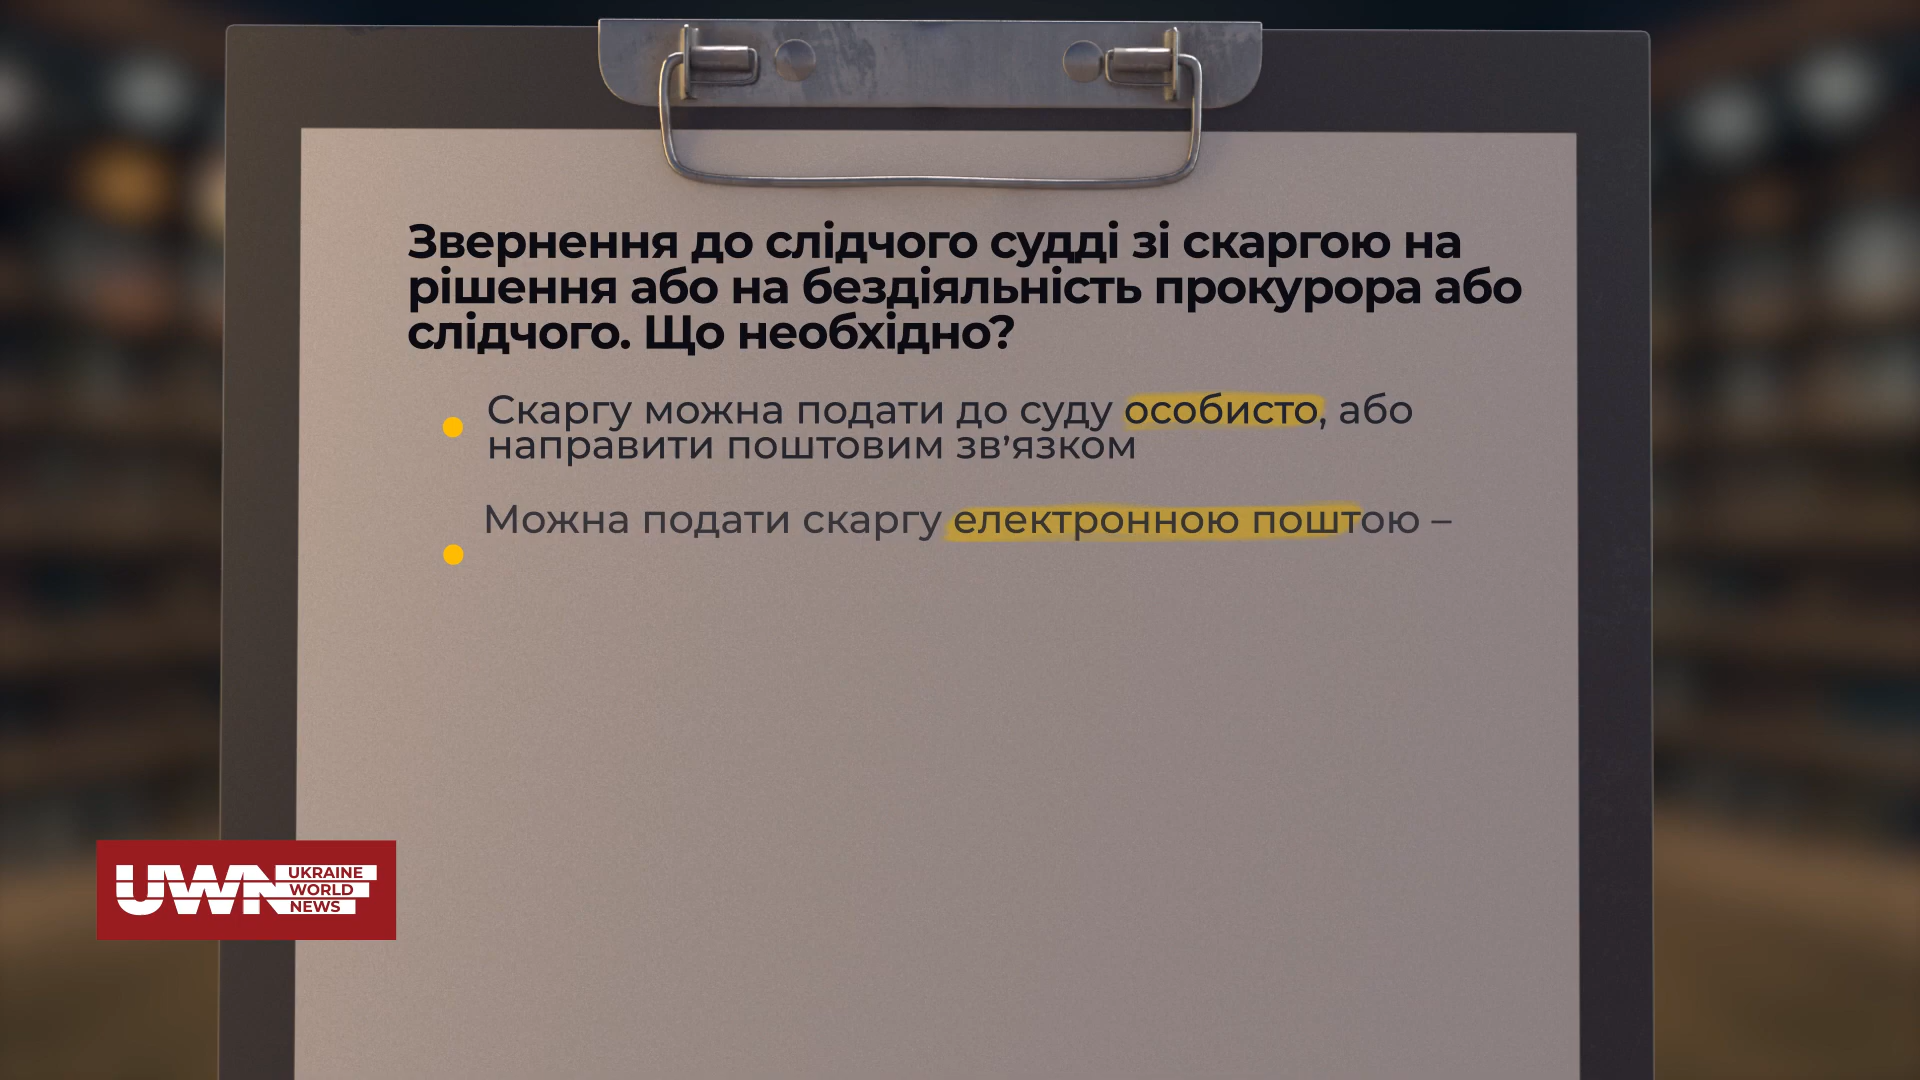 Звернення до слідчого судді зі скаргою на
рішення або на бездіяльність прокурора або
слідчого. Що необхідно?
Скаргу можна подати до суду особисто, або
направити поштовим зв’язком
Можна подати скаргу електронною поштою –
UWN UKRAINE
WORLD
NEWS